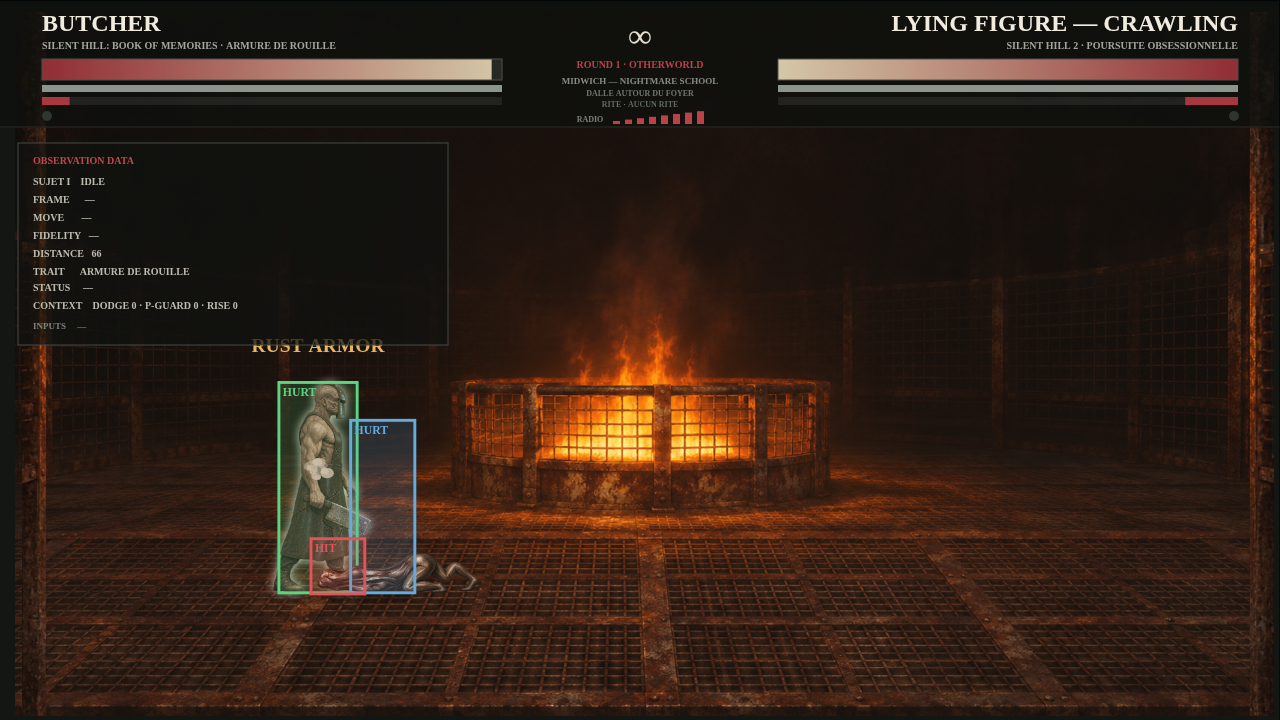 BUTCHER
SILENT HILL: BOOK OF MEMORIES · ARMURE DE ROUILLE
∞
ROUND 1 · OTHERWORLD
MIDWICH — NIGHTMARE SCHOOL
DALLE AUTOUR DU FOYER
RITE · AUCUN RITE
RADIO
LYING FIGURE — CRAWLING
SILENT HILL 2 · POURSUITE OBSESSIONNELLE
OBSERVATION DATA
SUJET I IDLE
FRAME —
MOVE —
FIDELITY —
DISTANCE 66
TRAIT ARMURE DE ROUILLE
STATUS —
CONTEXT DODGE 0 · P-GUARD 0 · RISE 0
INPUTS —
RUST ARMOR
HURT
HURT
HIT